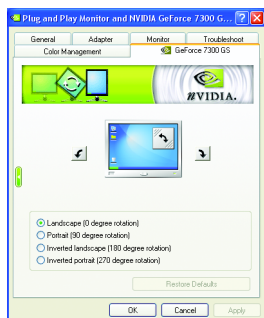 Plug and Play Monitor and NVIDIA GeForce 7300 G...
General Adapter Monitor Troubleshoot
Color Management GeForce 7300 GS
nVIDIA.
Landscape (0 degree rotation)
Portrait (90 degree rotation)
Inverted landscape (180 degree rotation)
Inverted portrait (270 degree rotation)
Restore Defaults
OK Cancel Apply